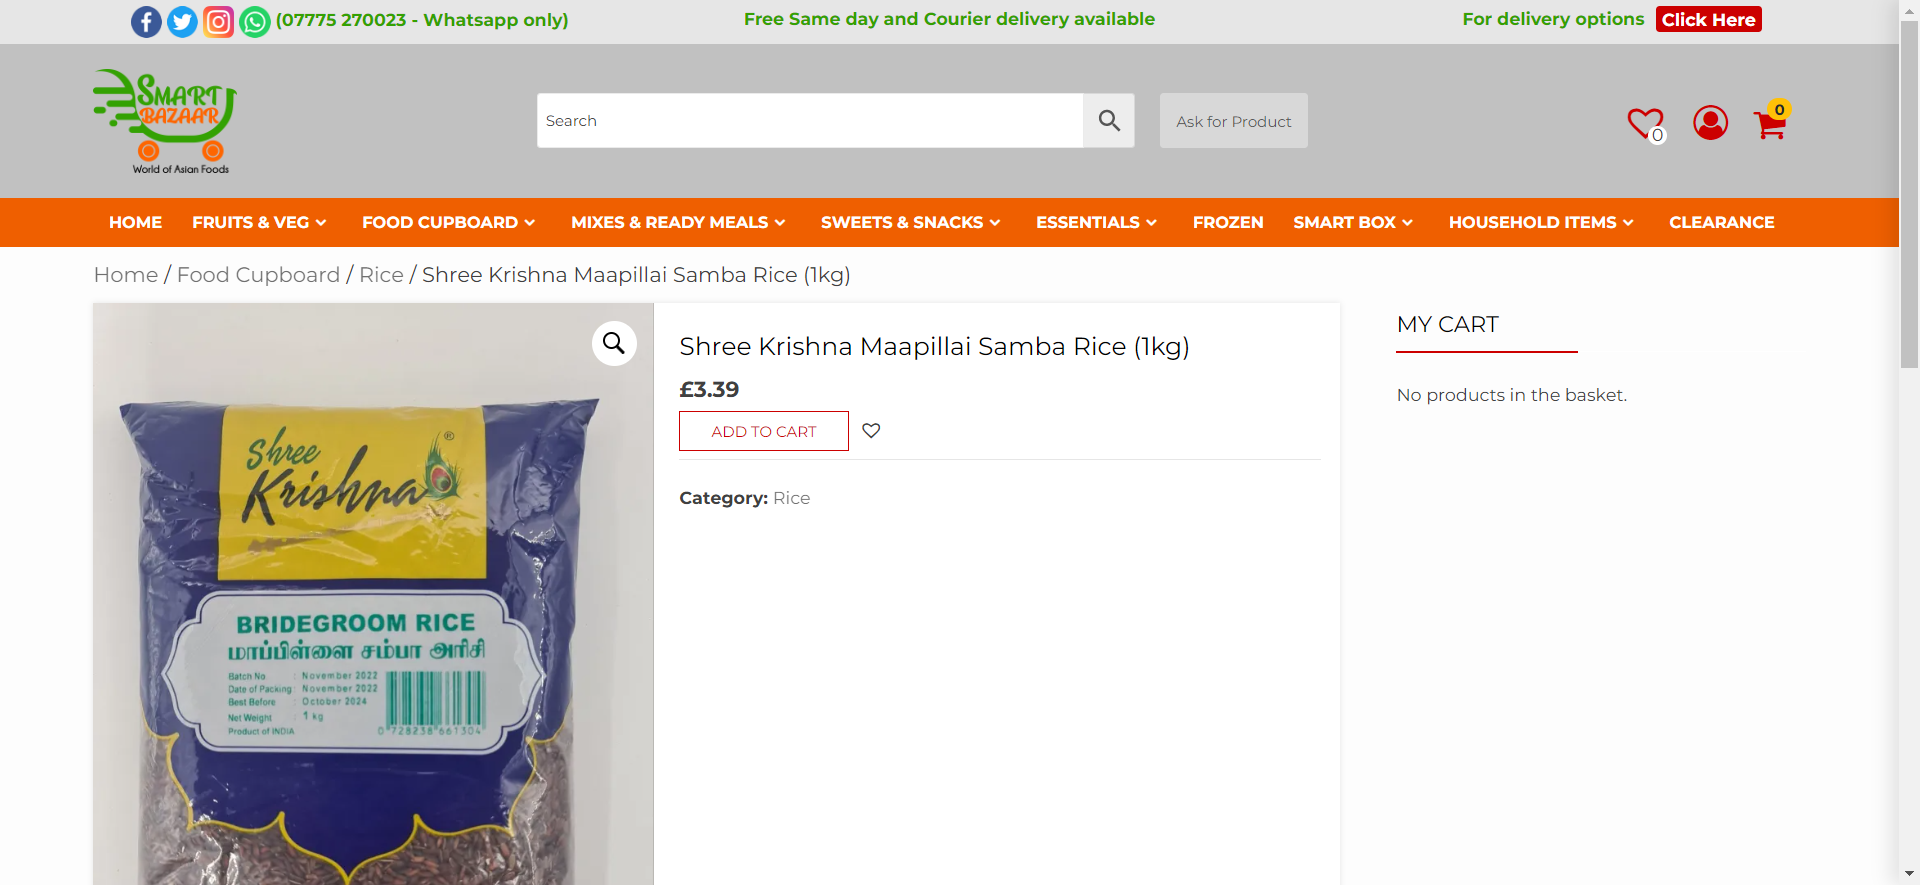 (07775 270023 - Whatsapp only)
Free Same day and Courier delivery available
For delivery options Click Here
SMART
BAZAAR
World of Asian Foods
Search
Ask for Product
0
0
HOME
FRUITS & VEG
FOOD CUPBOARD
MIXES & READY MEALS
SWEETS & SNACKS
ESSENTIALS
FROZEN
SMART BOX
HOUSEHOLD ITEMS
CLEARANCE
Home / Food Cupboard / Rice / Shree Krishna Maapillai Samba Rice (1kg)
Shree
Krishna
®
BRIDEGROOM RICE
மாப்பிள்ளை சம்பா அரிசி
Batch No : November 2022
Date of Packing : November 2022
Best Before : October 2024
Net Weight : 1 kg
Product of INDIA
0 728238 661304
Shree Krishna Maapillai Samba Rice (1kg)
£3.39
ADD TO CART
Category: Rice
MY CART
No products in the basket.